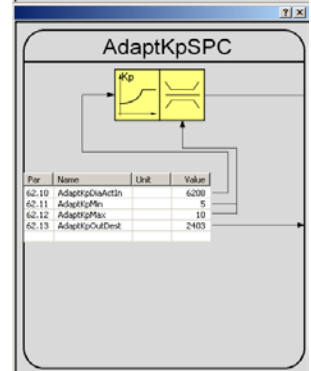 AdaptKpSPC
Kp
Par Name Unit Value
62.10 AdaptKpDiaActIn 6208
62.11 AdaptKpMin 5
62.12 AdaptKpMax 10
62.13 AdaptKpOutDest 2403